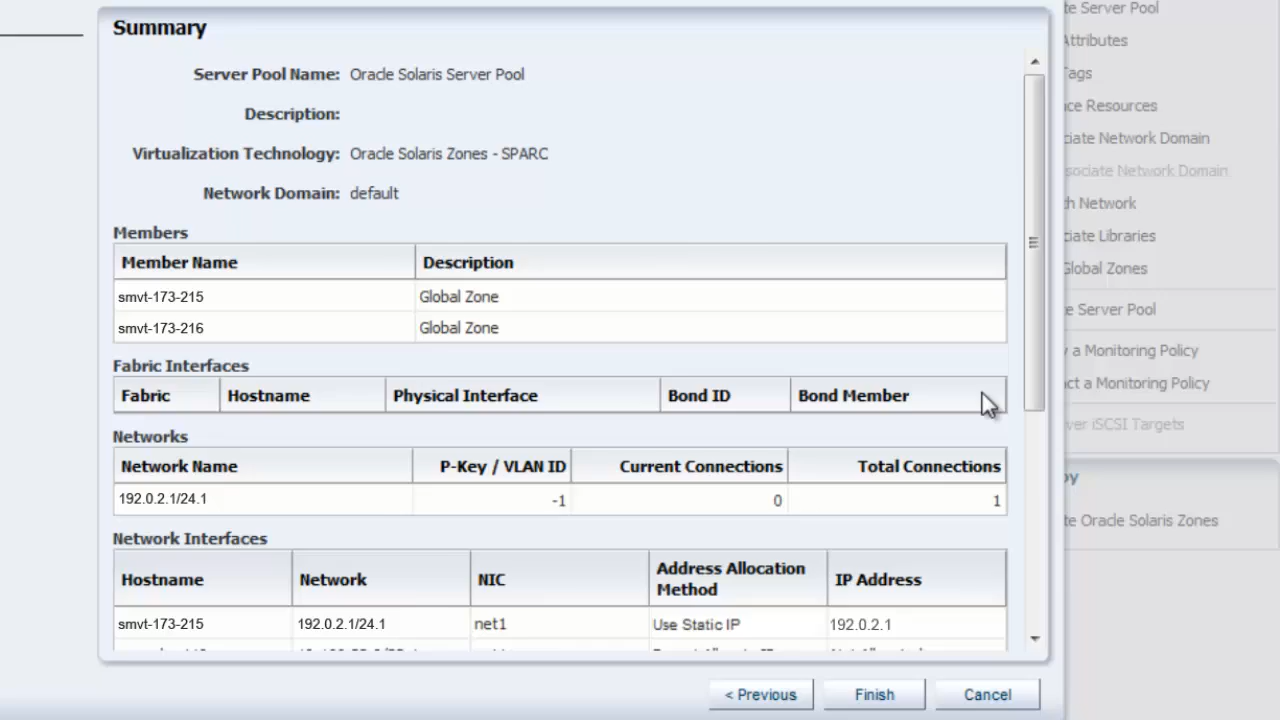 Summary
Server Pool Name: Oracle Solaris Server Pool
Description:
Virtualization Technology: Oracle Solaris Zones - SPARC
Network Domain: default
Members
Member Name Description
smvt-173-215 Global Zone
smvt-173-216 Global Zone
Fabric Interfaces
Fabric Hostname Physical Interface Bond ID Bond Member
Networks
Network Name P-Key / VLAN ID Current Connections Total Connections
192.0.2.1/24.1 -1 0 1
Network Interfaces
Hostname Network NIC Address Allocation Method IP Address
smvt-173-215 192.0.2.1/24.1 net1 Use Static IP 192.0.2.1
< Previous Finish Cancel
te Server Pool
Attributes
Tags
ce Resources
ciate Network Domain
sociate Network Domain
h Network
ciate Libraries
Global Zones
e Server Pool
a Monitoring Policy
ct a Monitoring Policy
ver iSCSI Targets
oy
te Oracle Solaris Zones